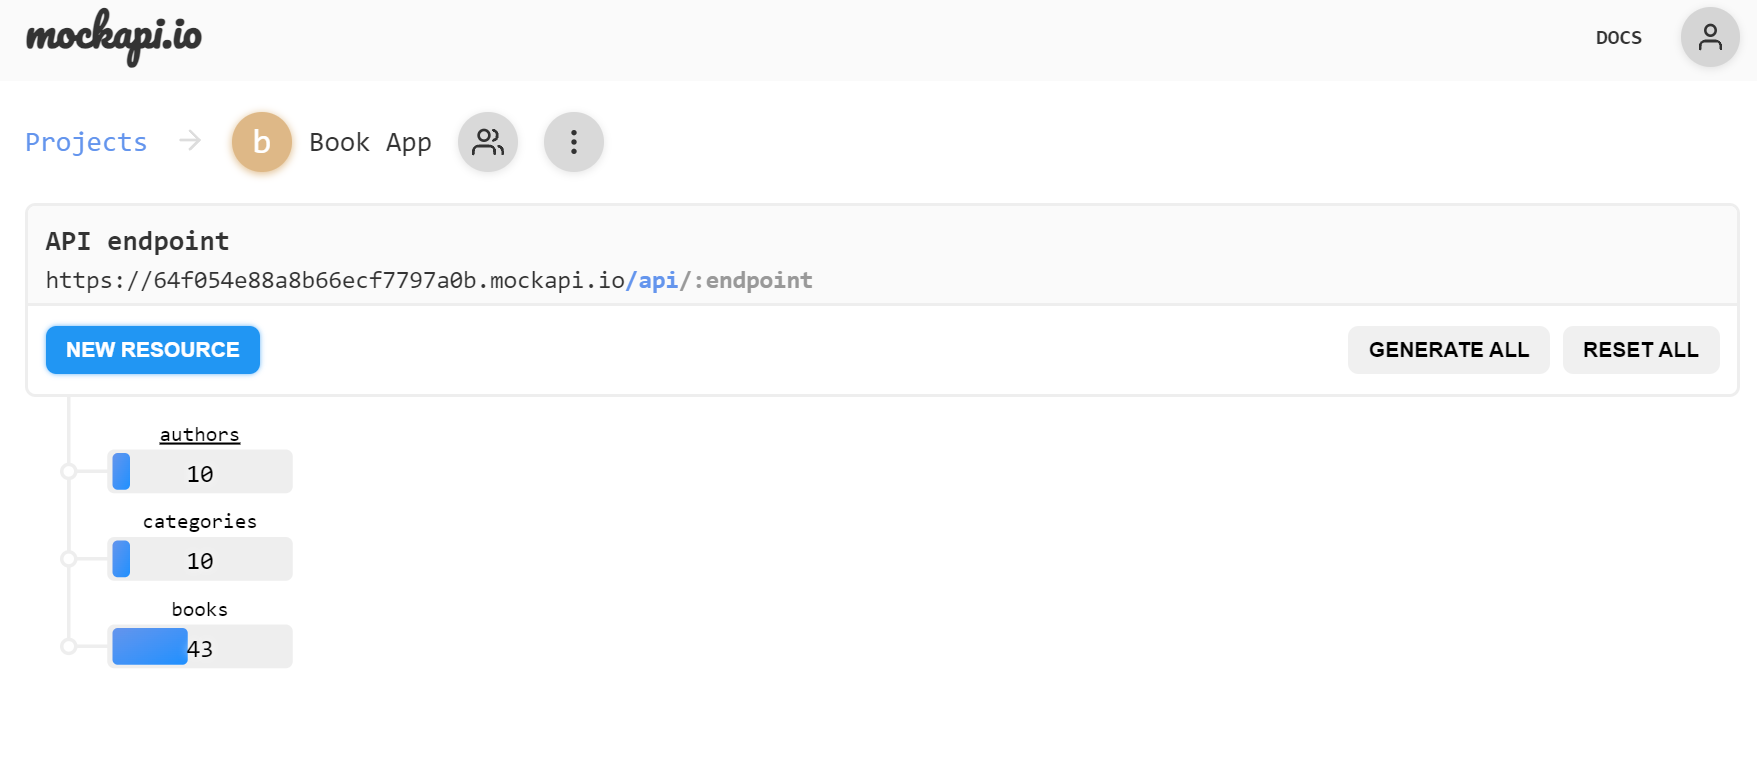 mockapi.io
DOCS
Projects → b Book App
API endpoint
https://64f054e88a8b66ecf7797a0b.mockapi.io/api/:endpoint
NEW RESOURCE
GENERATE ALL
RESET ALL
authors
10
categories
10
books
43